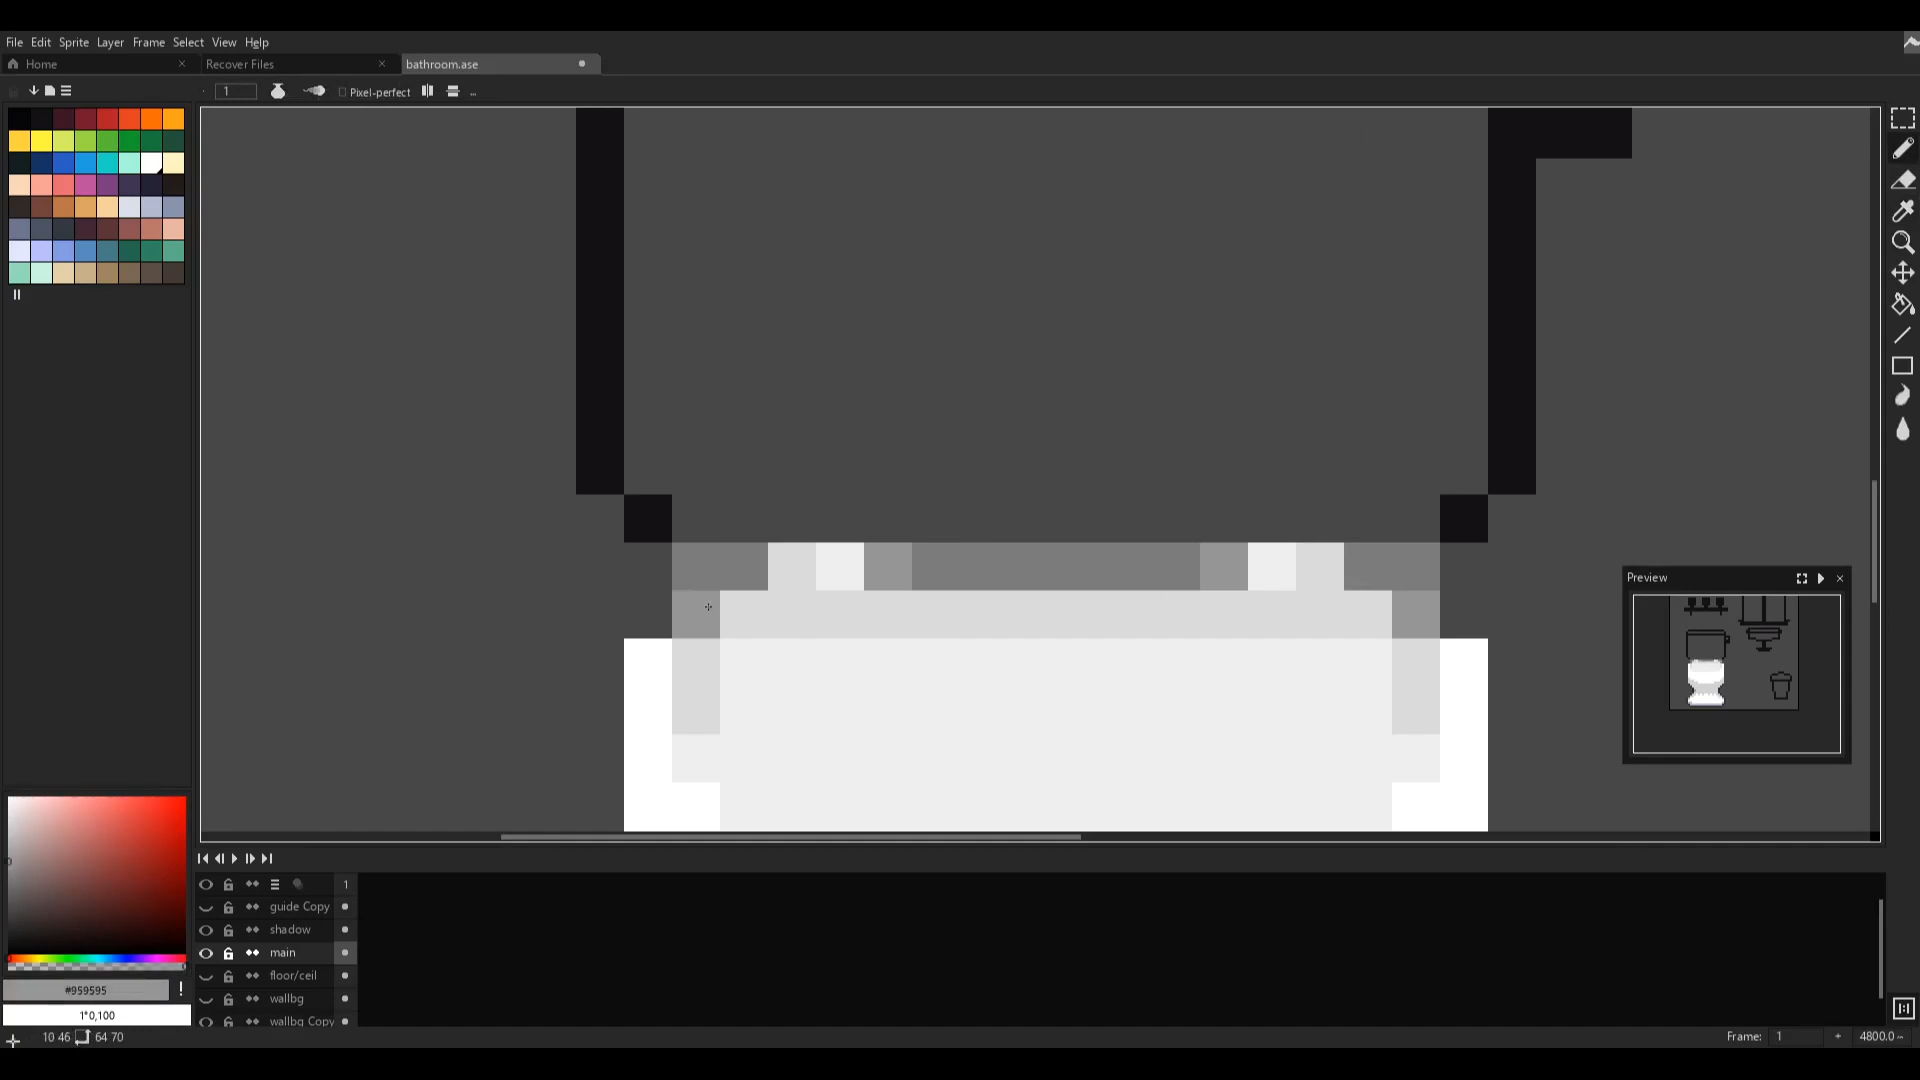 File Edit Sprite Layer Frame Select View Help
Home
Recover Files
bathroom.ase
1
Pixel-perfect
...
Preview
1
guide Copy
shadow
main
floor/ceil
wallbg
wallbg Copy
#959595
!
1*0,100
10 46
64 70
Frame: 1
+
4800.0